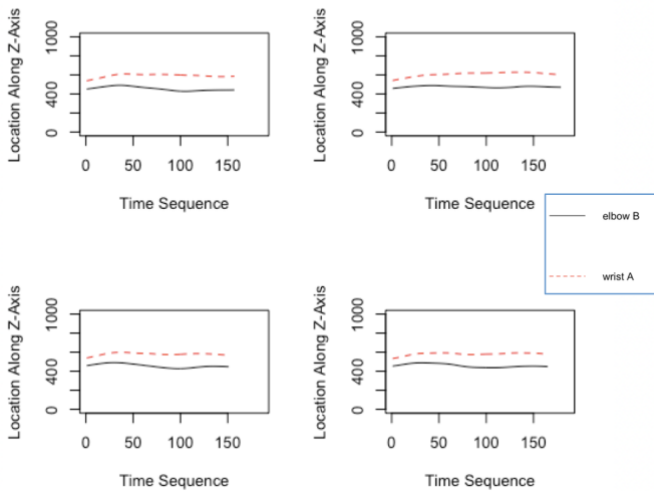 Location Along Z-Axis
1000
400
0
0 50 100 150
Time Sequence
Location Along Z-Axis
1000
400
0
0 50 100 150
Time Sequence
elbow B
wrist A
Location Along Z-Axis
1000
400
0
0 50 100 150
Time Sequence
Location Along Z-Axis
1000
400
0
0 50 100 150
Time Sequence